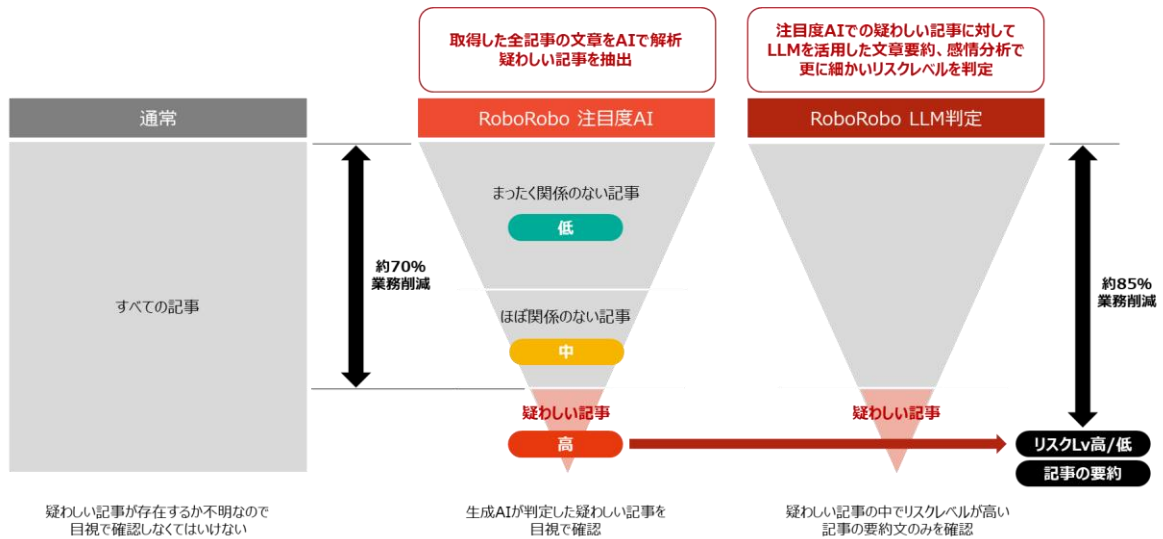 取得した全記事の文章をAIで解析
疑わしい記事を抽出
注目度AIでの疑わしい記事に対して
LLMを活用した文章要約、感情分析で
更に細かいリスクレベルを判定
通常
RoboRobo 注目度AI
RoboRobo LLM判定
まったく関係のない記事
低
約70%
業務削減
すべての記事
ほぼ関係のない記事
中
約85%
業務削減
疑わしい記事
高
疑わしい記事
リスクLv高/低
記事の要約
疑わしい記事が存在するか不明なので
目視で確認しなくてはいけない
生成AIが判定した疑わしい記事を
目視で確認
疑わしい記事の中でリスクレベルが高い
記事の要約文のみを確認